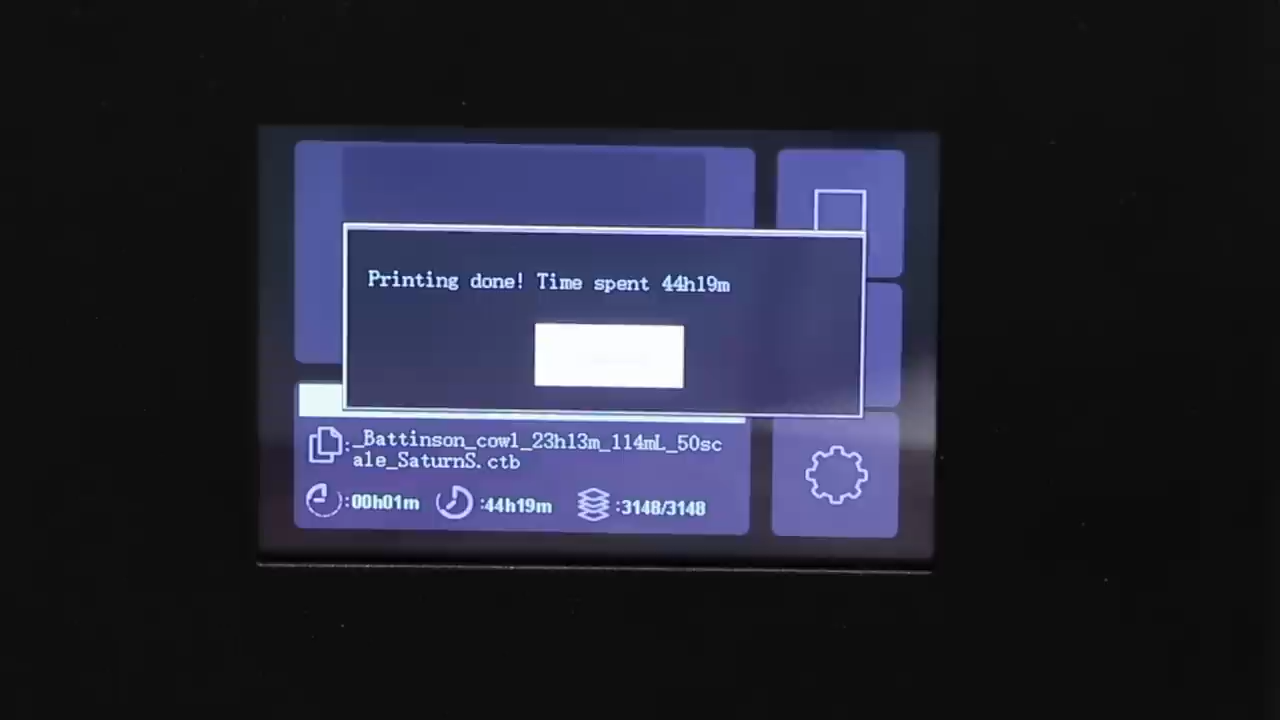 Printing done! Time spent 44h19m
:_Battinson_cowl_23h13m_114mL_50sc
ale_SaturnS.ctb
:00h01m :44h19m :3148/3148